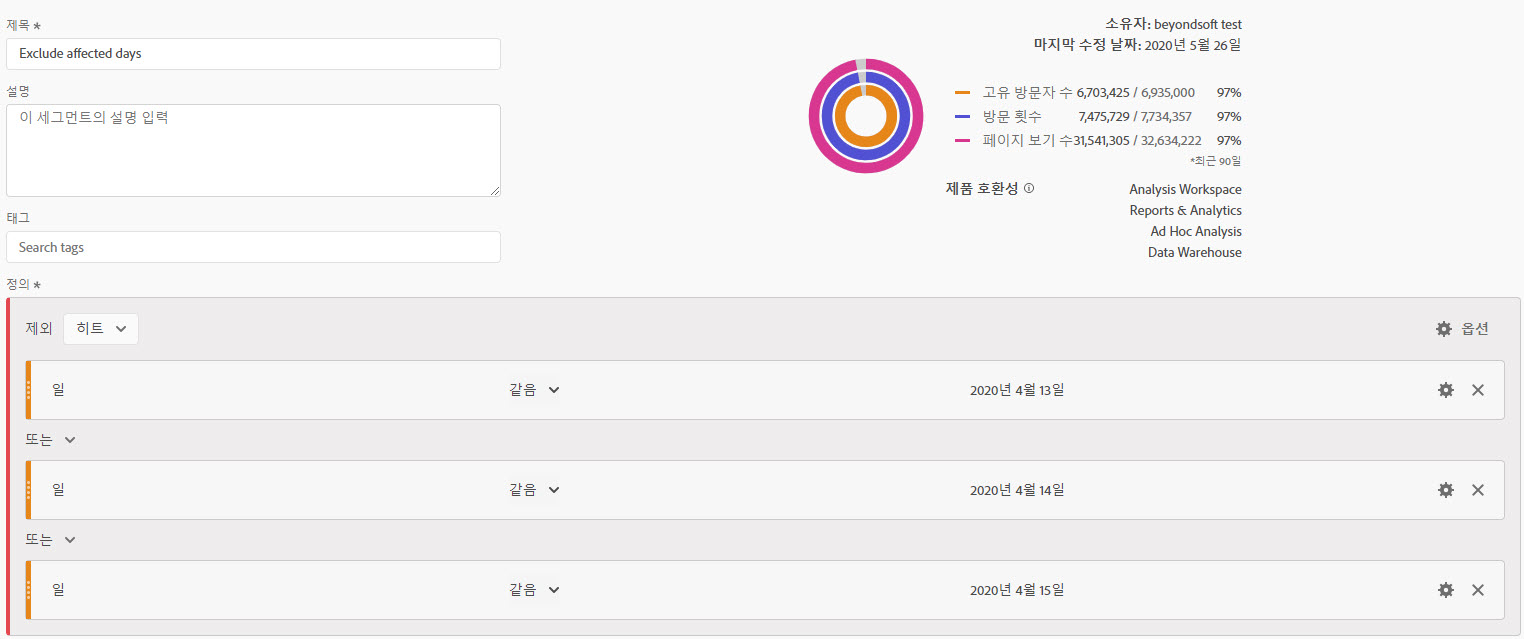 제목 *
Exclude affected days
설명
이 세그먼트의 설명 입력
태그
Search tags
소유자: beyondsoft test
마지막 수정 날짜: 2020년 5월 26일
고유 방문자 수 6,703,425 / 6,935,000 97%
방문 횟수 7,475,729 / 7,734,357 97%
페이지 보기 수31,541,305 / 32,634,222 97%
*최근 90일
제품 호환성 Analysis Workspace
Reports & Analytics
Ad Hoc Analysis
Data Warehouse
정의 *
제외 히트 옵션
일 같음 2020년 4월 13일
또는
일 같음 2020년 4월 14일
또는
일 같음 2020년 4월 15일